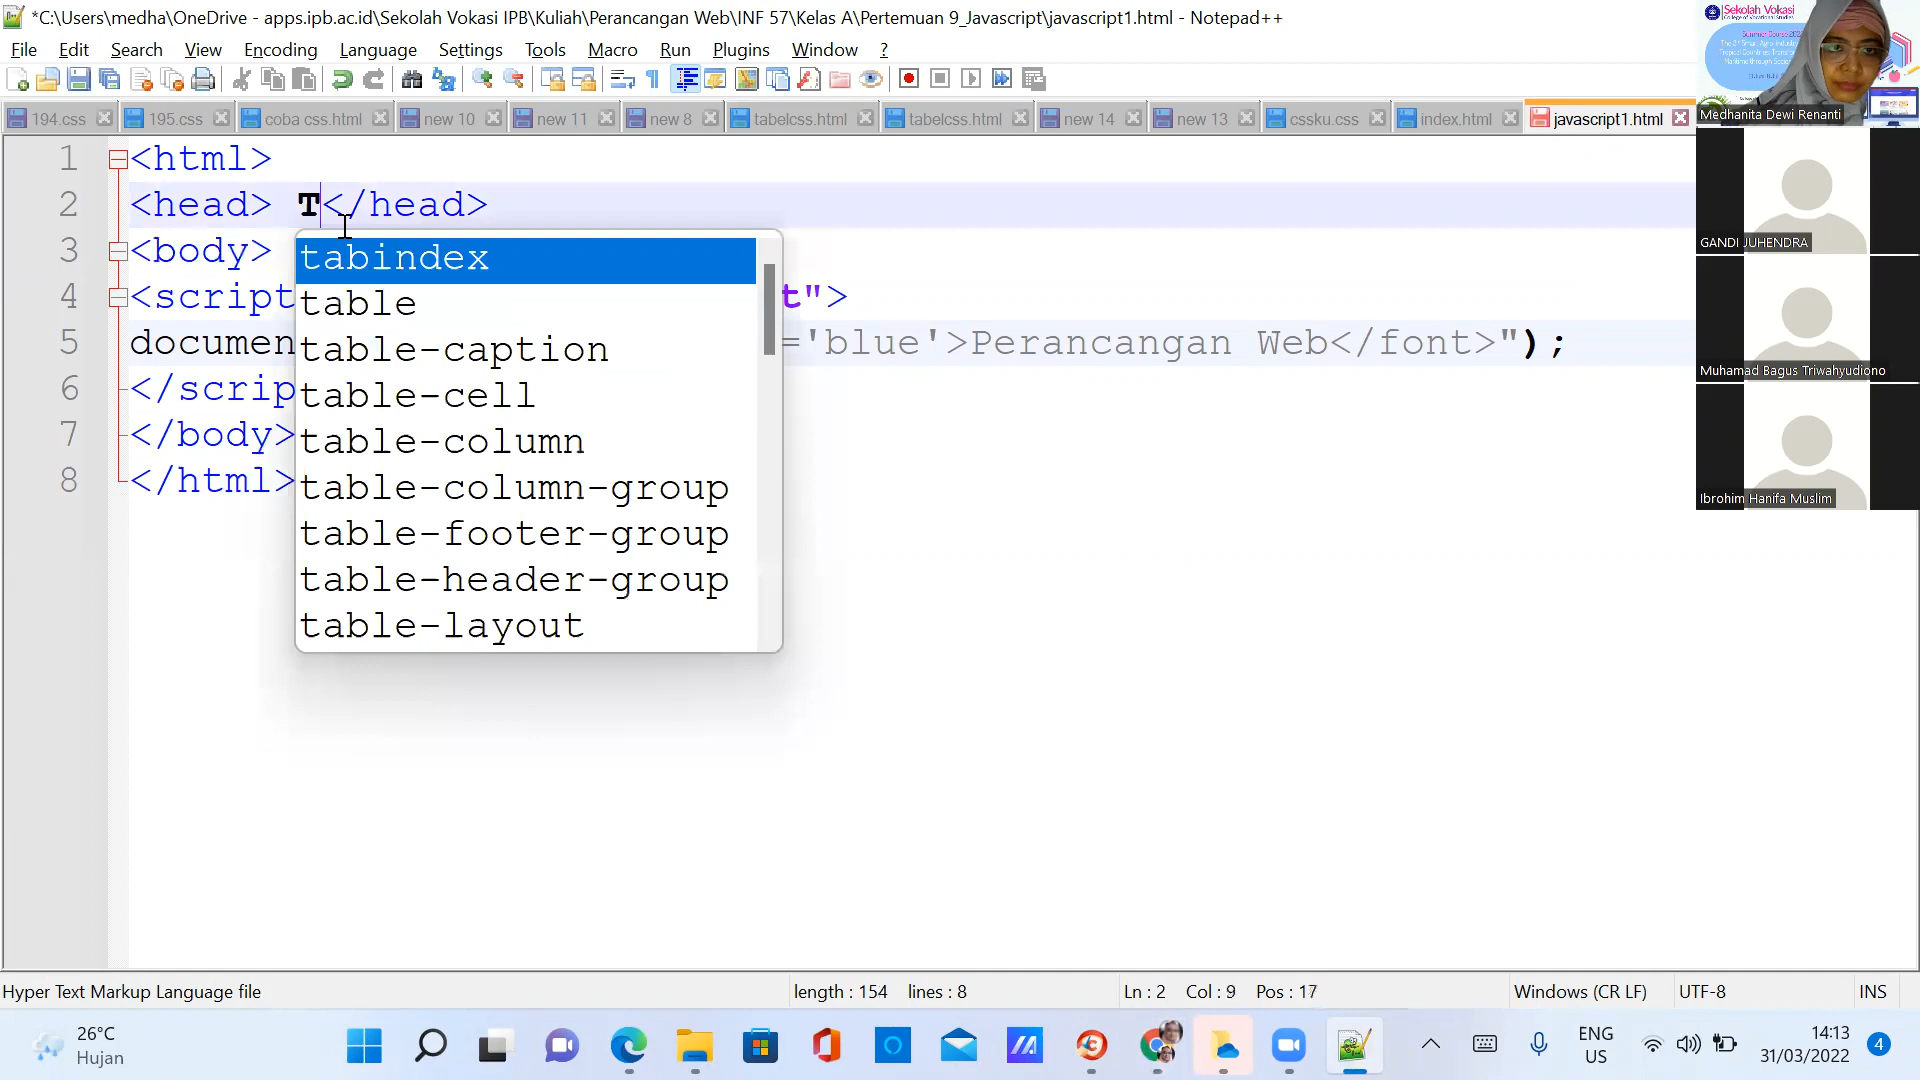 *C:\Users\medha\OneDrive - apps.ipb.ac.id\Sekolah Vokasi IPB\Kuliah\Perancangan Web\INF 57\Kelas A\Pertemuan 9_Javascript\javascript1.html - Notepad++
File Edit Search View Encoding Language Settings Tools Macro Run Plugins Window ?
194.css 195.css coba css.html new 10 new 11 new 8 tabelcss.html tabelcss.html new 14 new 13 cssku.css index.html javascript1.html
1 <html>
2 <head> T</head>
3 <body>
4 <script t">
5 documen ='blue'>Perancangan Web</font>");
6 </scrip
7 </body>
8 </html>
tabindex
table
table-caption
table-cell
table-column
table-column-group
table-footer-group
table-header-group
table-layout
Sekolah Vokasi
College of Vocational Studies
Medhanita Dewi Renanti
GANDI JUHENDRA
Muhamad Bagus Triwahyudiono
Ibrohim Hanifa Muslim
Hyper Text Markup Language file length : 154 lines : 8 Ln : 2 Col : 9 Pos : 17 Windows (CR LF) UTF-8 INS
26°C
Hujan
ENG
US
14:13
31/03/2022
4